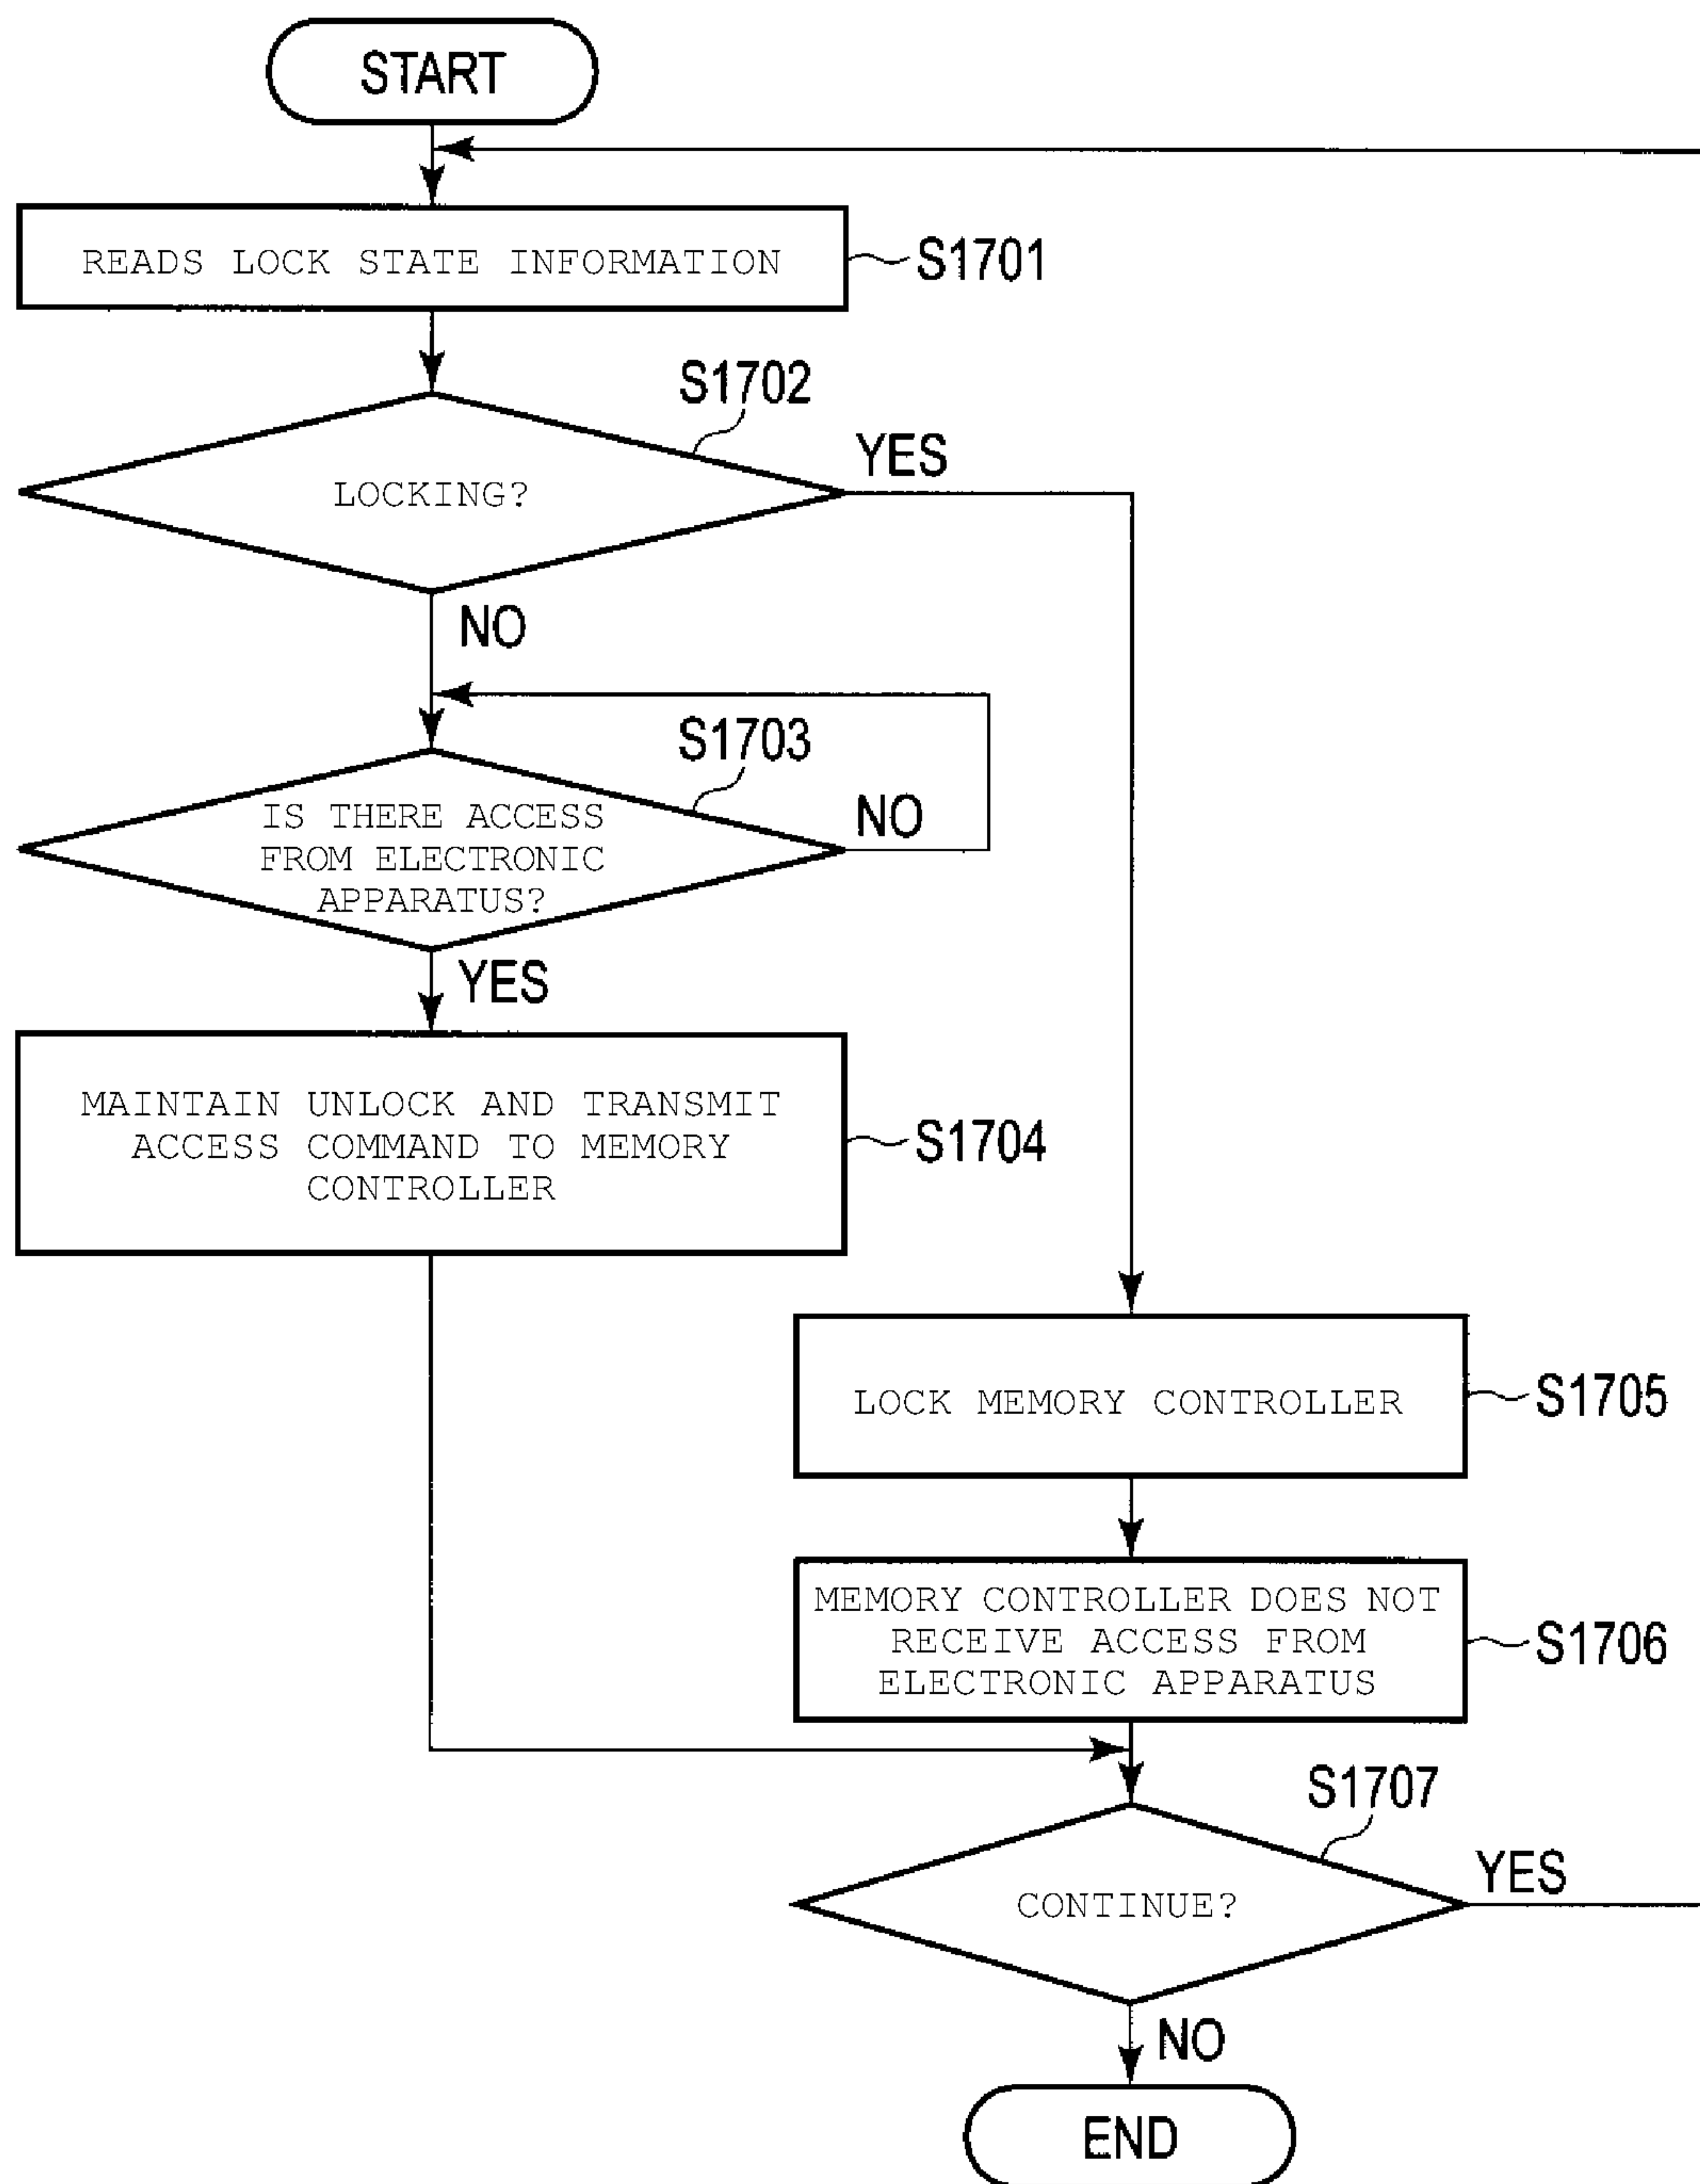 START
READS LOCK STATE INFORMATION
S1701
S1702
LOCKING?
YES
NO
S1703
IS THERE ACCESS
FROM ELECTRONIC
APPARATUS?
NO
YES
MAINTAIN UNLOCK AND TRANSMIT
ACCESS COMMAND TO MEMORY
CONTROLLER
S1704
LOCK MEMORY CONTROLLER
S1705
MEMORY CONTROLLER DOES NOT
RECEIVE ACCESS FROM
ELECTRONIC APPARATUS
S1706
S1707
CONTINUE?
YES
NO
END